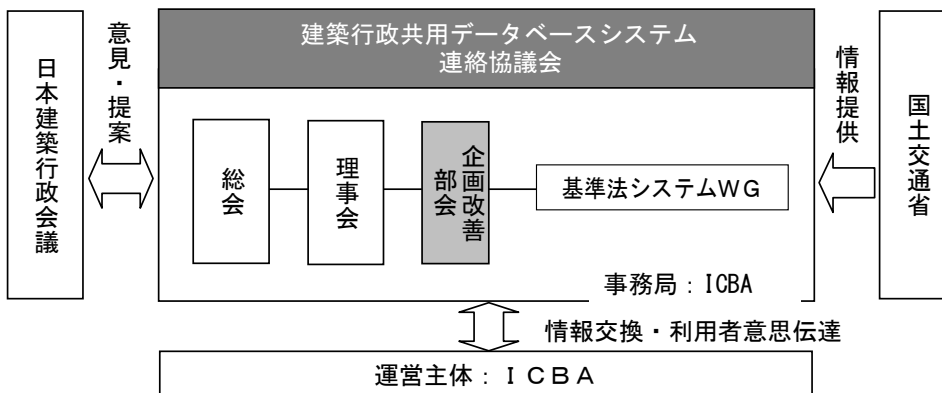 建築行政共用データベースシステム
連絡協議会
日本建築行政会議
意見・提案
総会
理事会
企画改善
部会
基準法システムWG
情報提供
国土交通省
事務局：ICBA
情報交換・利用者意思伝達
運営主体：ＩＣＢＡ